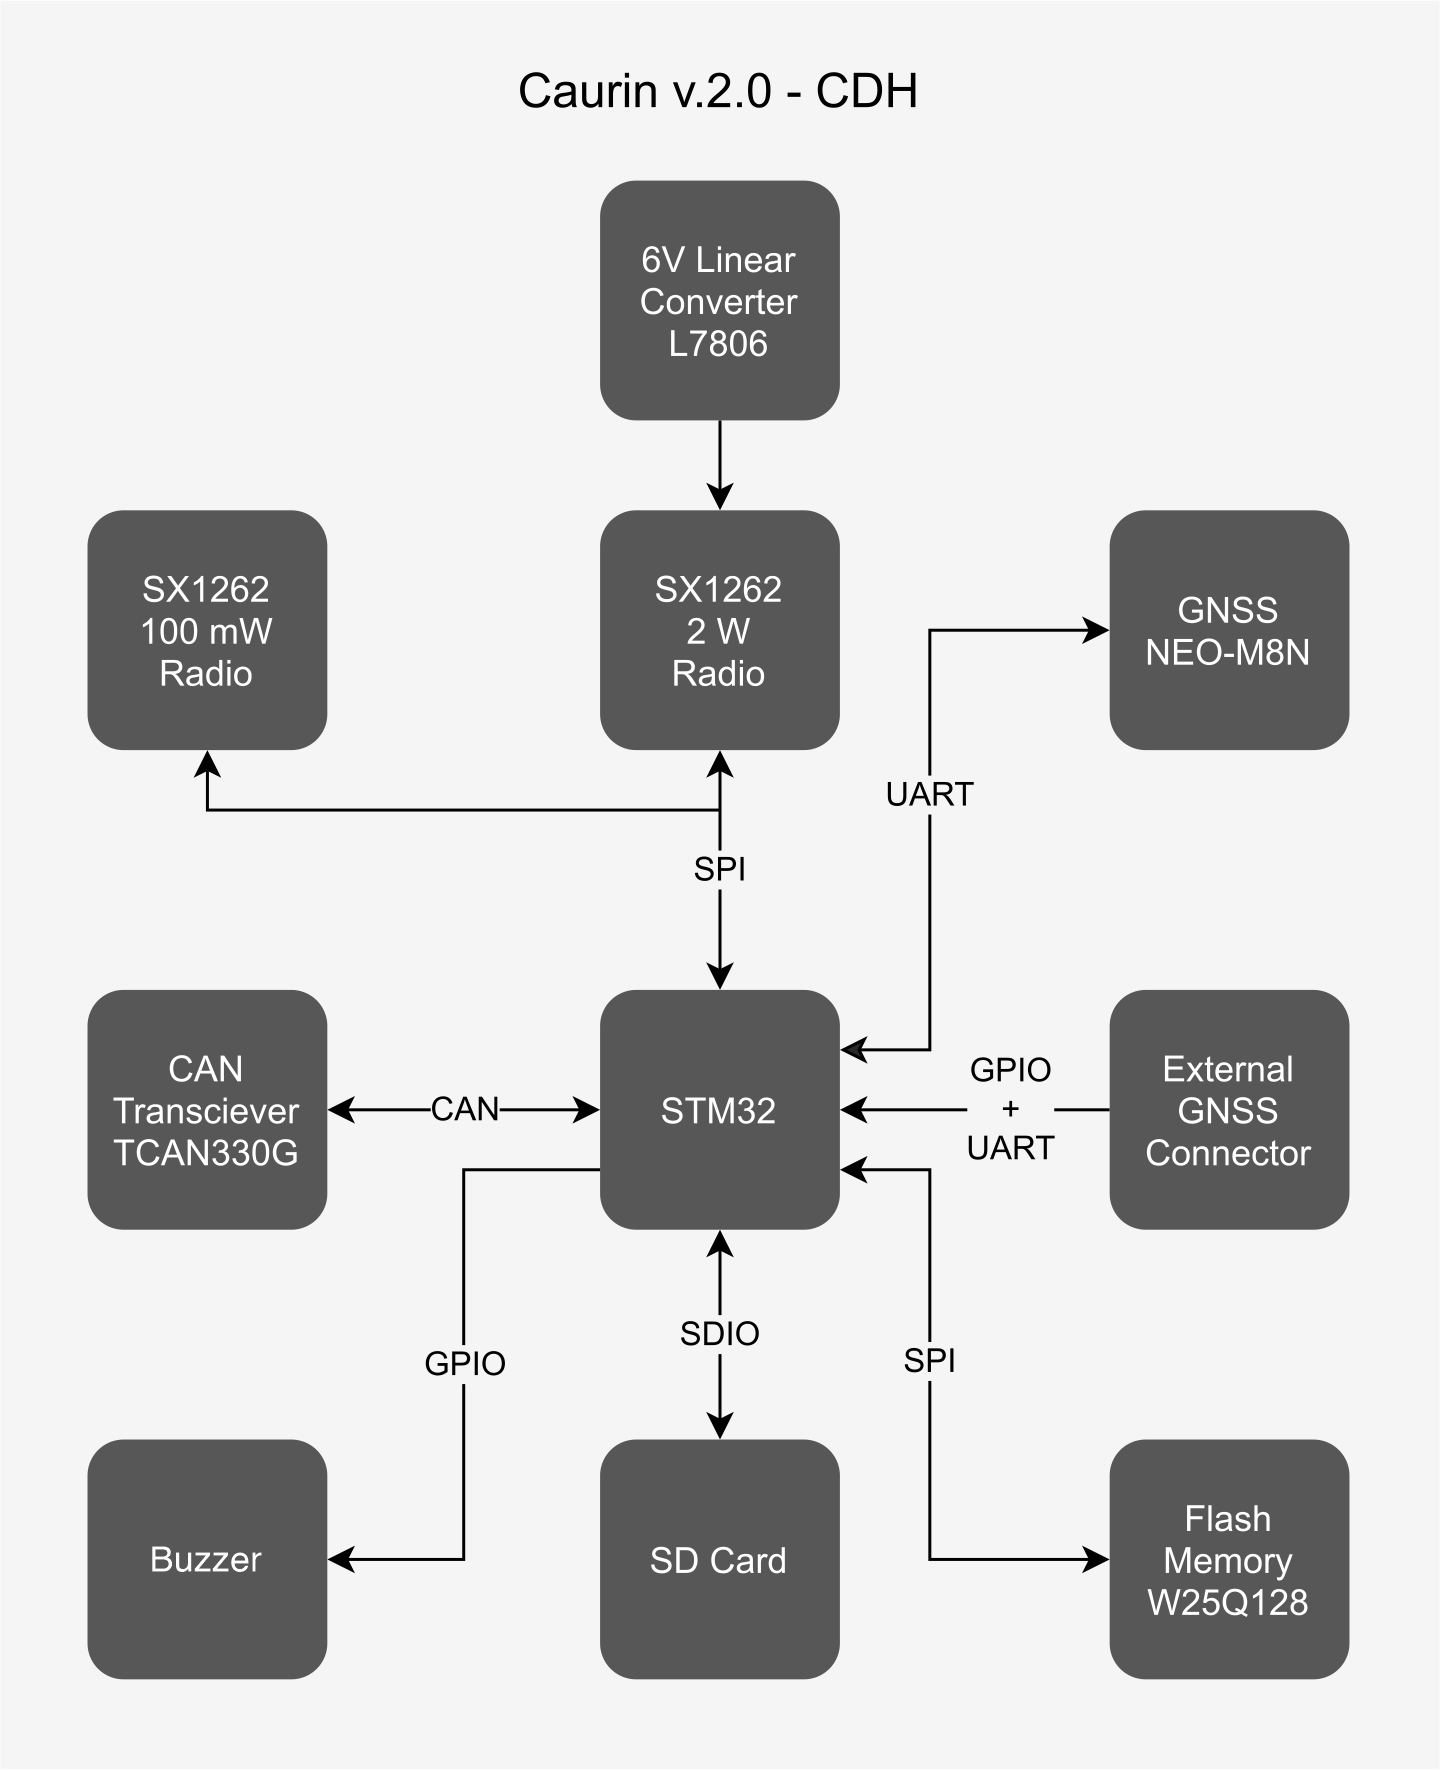 Caurin v.2.0 - CDH
6V Linear
Converter
L7806
SX1262
100 mW
Radio
SX1262
2 W
Radio
GNSS
NEO-M8N
UART
SPI
CAN
Transciever
TCAN330G
CAN
STM32
GPIO
+
UART
External
GNSS
Connector
GPIO
SDIO
SPI
Buzzer
SD Card
Flash
Memory
W25Q128